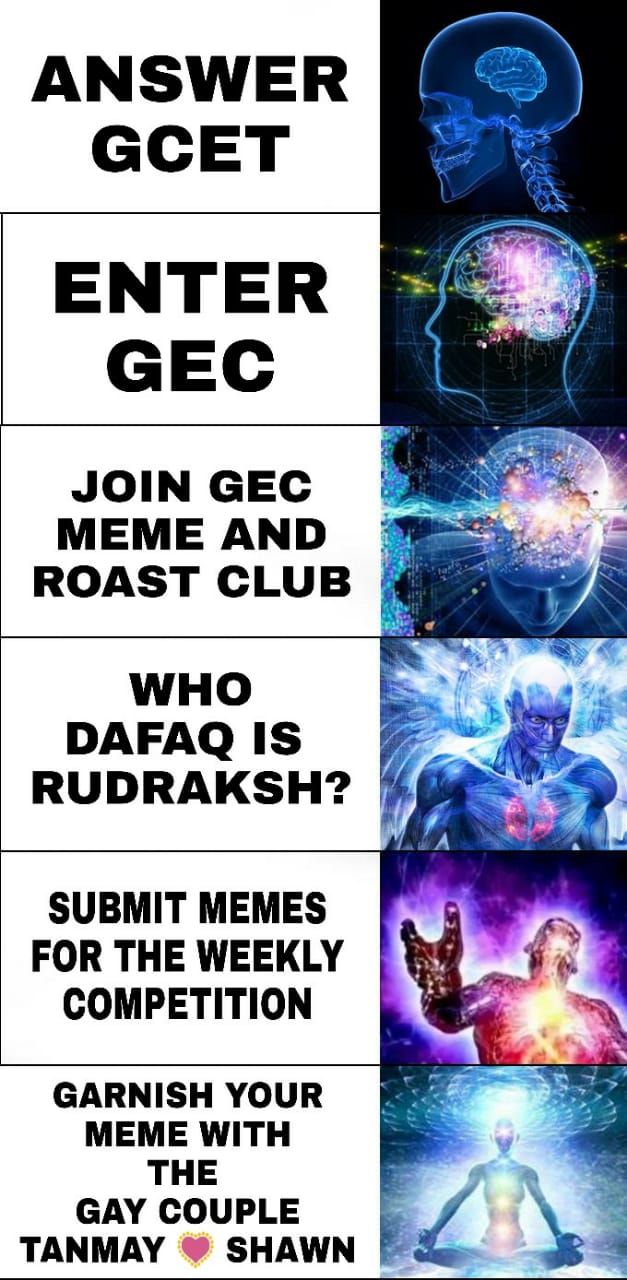 ANSWER
GCET
ENTER
GEC
JOIN GEC
MEME AND
ROAST CLUB
WHO
DAFAQ IS
RUDRAKSH?
SUBMIT MEMES
FOR THE WEEKLY
COMPETITION
GARNISH YOUR
MEME WITH
THE
GAY COUPLE
TANMAY 💟 SHAWN